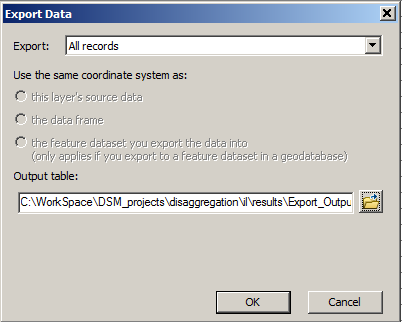 Export Data
Export: All records
Use the same coordinate system as:
this layer's source data
the data frame
the feature dataset you export the data into
(only applies if you export to a feature dataset in a geodatabase)
Output table:
C:\WorkSpace\DSM_projects\disaggregation\il\results\Export_Outpu
OK Cancel